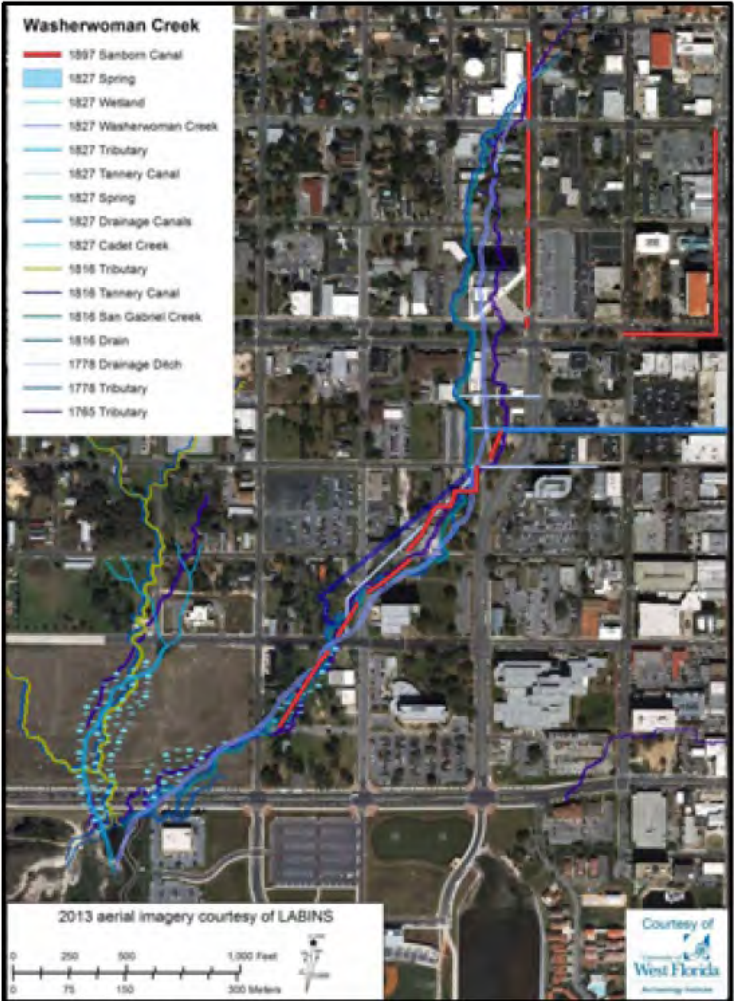 Washerwoman Creek
1897 Sanborn Canal
1827 Spring
1827 Wetland
1827 Washerwoman Creek
1827 Tributary
1827 Tannery Canal
1827 Spring
1827 Drainage Canals
1827 Cadet Creek
1816 Tributary
1816 Tannery Canal
1816 San Gabriel Creek
1816 Drain
1778 Drainage Ditch
1778 Tributary
1765 Tributary
2013 aerial imagery courtesy of LABINS
0 250 500 1,000 Feet
0 75 150 300 Meters
Courtesy of
West Florida